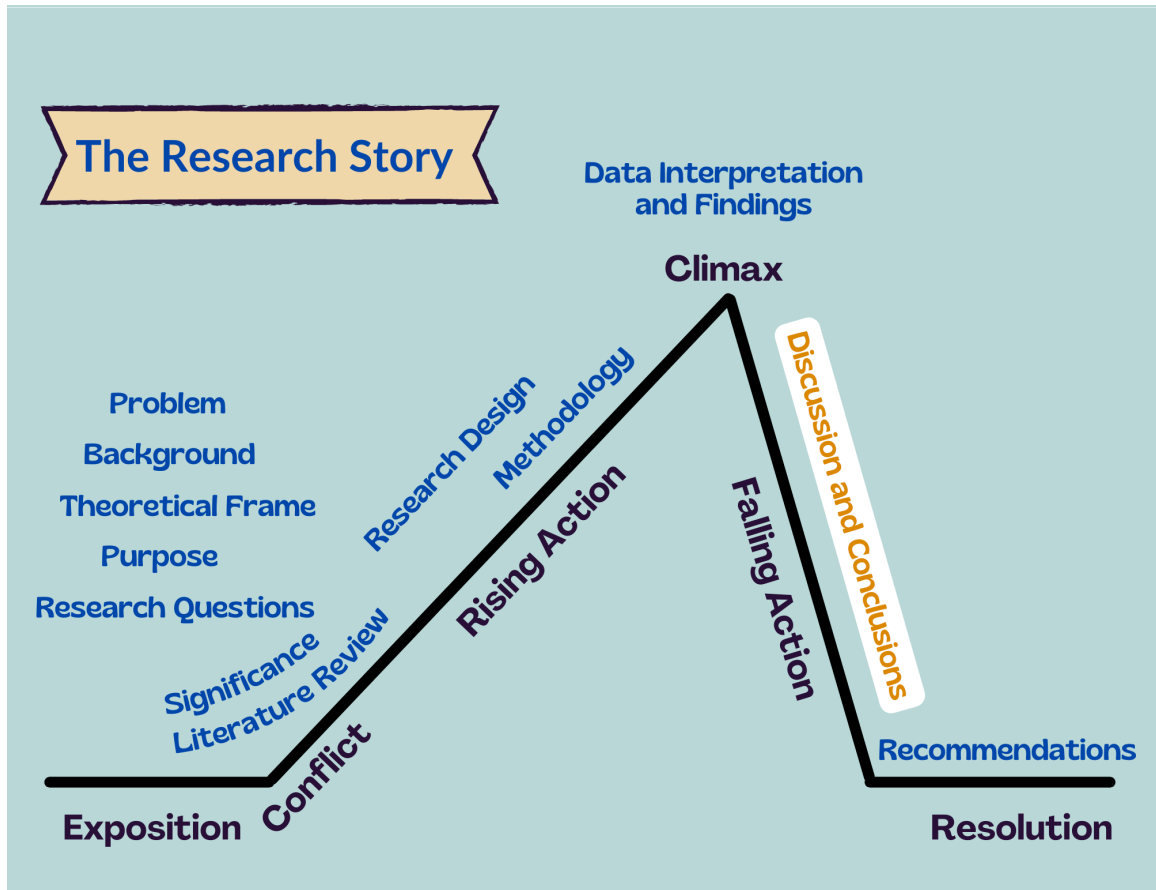 The Research Story
Data Interpretation
and Findings
Climax
Problem
Background
Theoretical Frame
Purpose
Research Questions
Significance
Literature Review
Research Design
Methodology
Rising Action
Conflict
Exposition
Falling Action
Discussion and Conclusions
Recommendations
Resolution